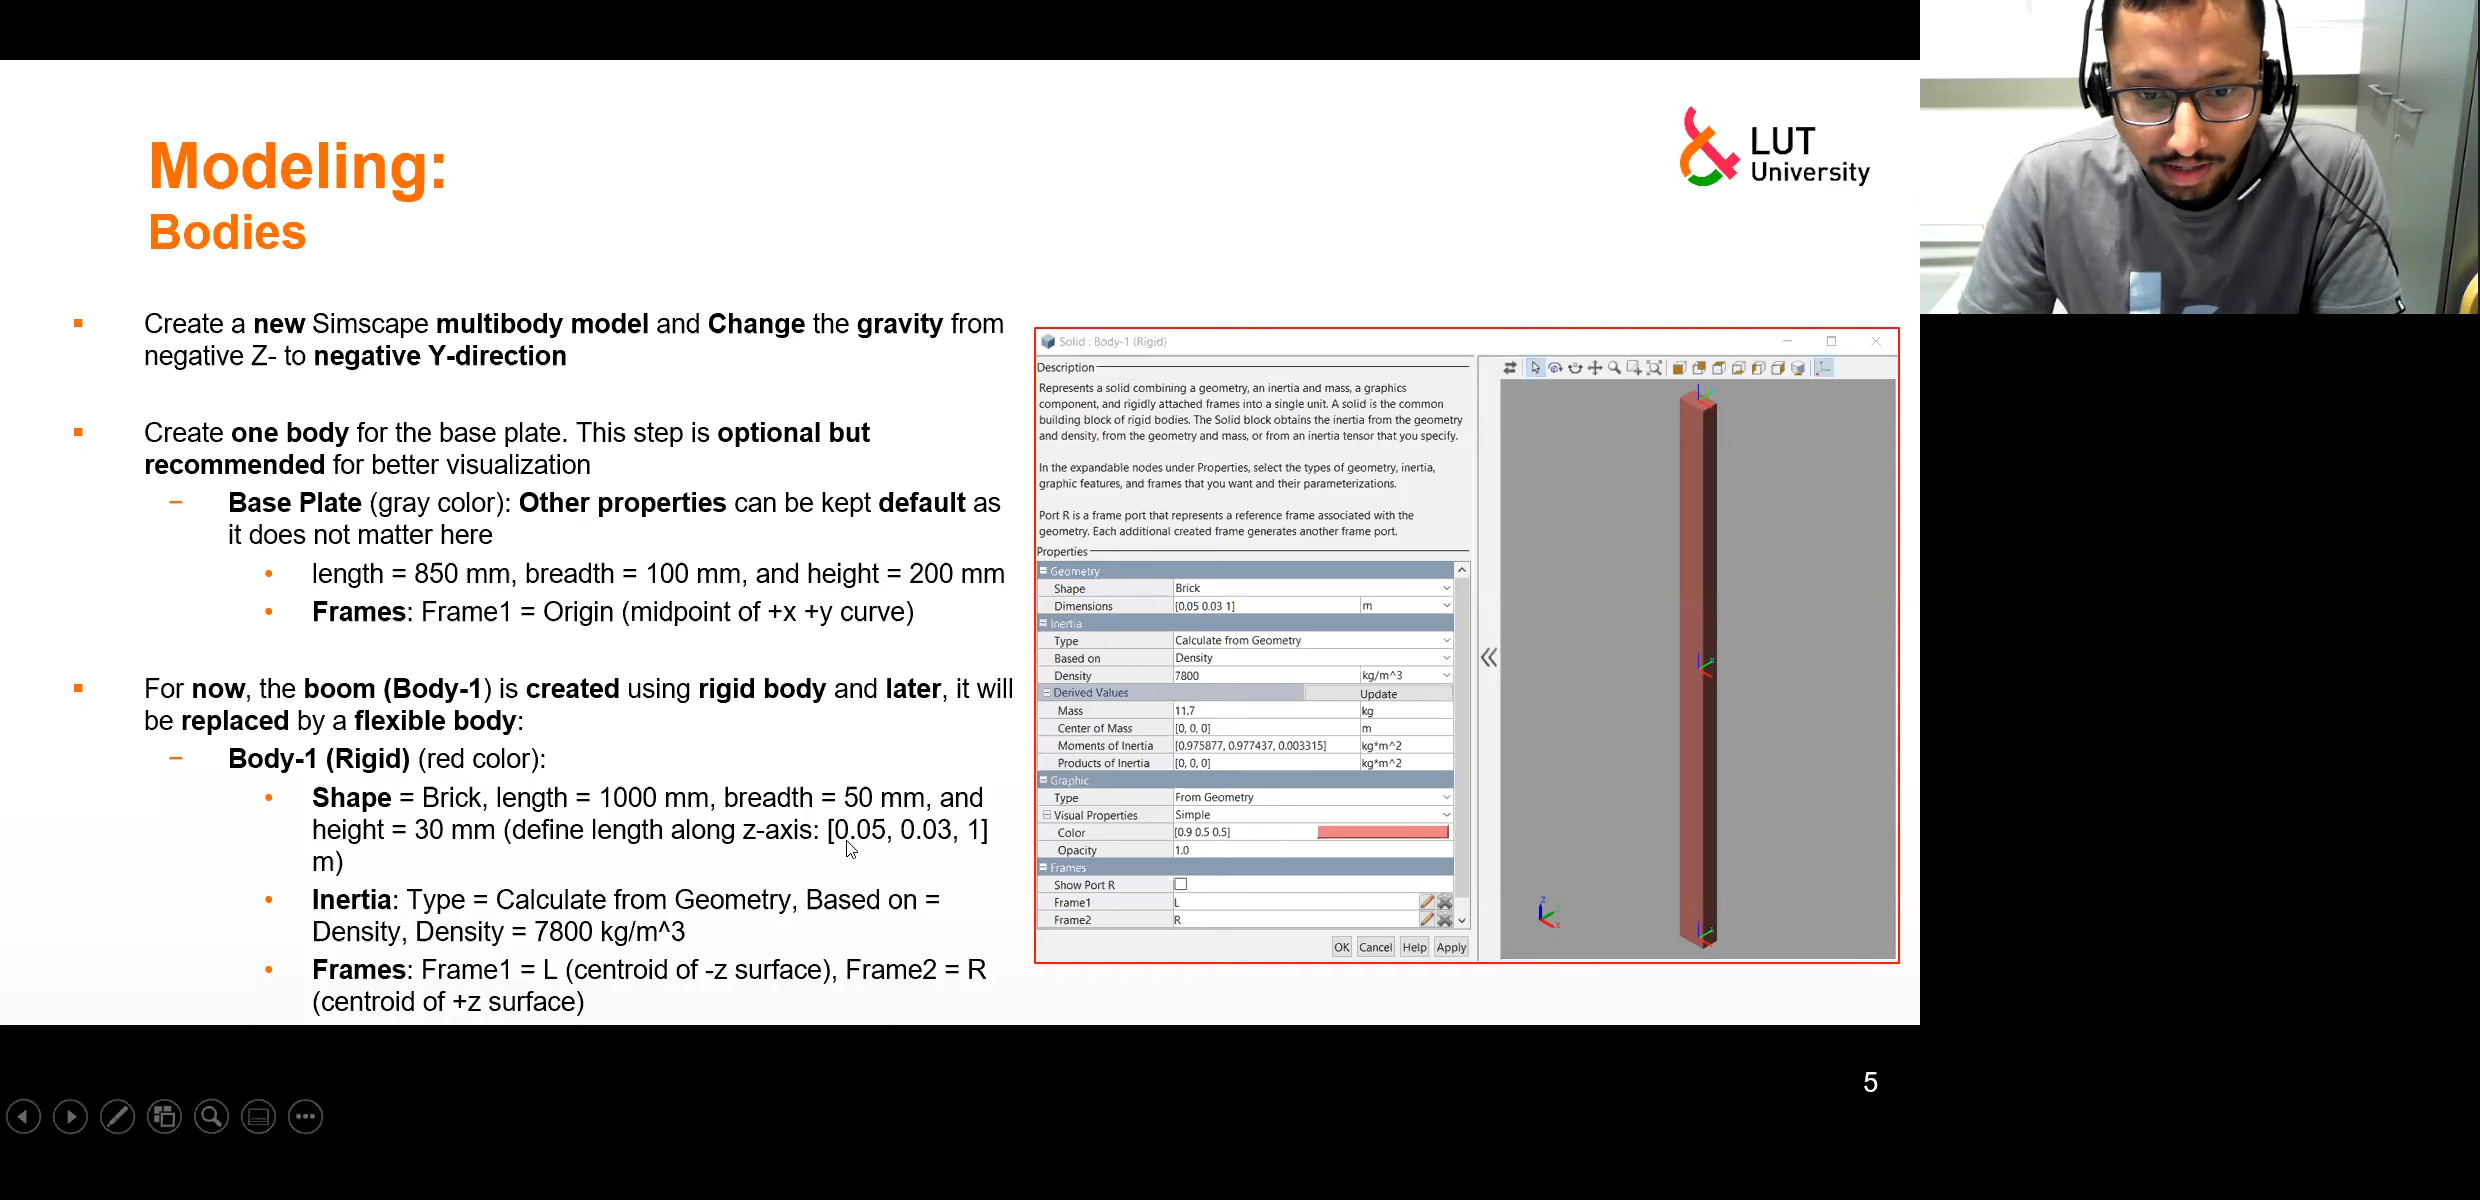 Modeling:
Bodies
LUT
University
▪ Create a new Simscape multibody model and Change the gravity from
negative Z- to negative Y-direction
▪ Create one body for the base plate. This step is optional but
recommended for better visualization
− Base Plate (gray color): Other properties can be kept default as
it does not matter here
• length = 850 mm, breadth = 100 mm, and height = 200 mm
• Frames: Frame1 = Origin (midpoint of +x +y curve)
▪ For now, the boom (Body-1) is created using rigid body and later, it will
be replaced by a flexible body:
− Body-1 (Rigid) (red color):
• Shape = Brick, length = 1000 mm, breadth = 50 mm, and
height = 30 mm (define length along z-axis: [0.05, 0.03, 1]
m)
• Inertia: Type = Calculate from Geometry, Based on =
Density, Density = 7800 kg/m^3
• Frames: Frame1 = L (centroid of -z surface), Frame2 = R
(centroid of +z surface)
Solid : Body-1 (Rigid)
Description
Represents a solid combining a geometry, an inertia and mass, a graphics
component, and rigidly attached frames into a single unit. A solid is the common
building block of rigid bodies. The Solid block obtains the inertia from the geometry
and density, from the geometry and mass, or from an inertia tensor that you specify.
In the expandable nodes under Properties, select the types of geometry, inertia,
graphic features, and frames that you want and their parameterizations.
Port R is a frame port that represents a reference frame associated with the
geometry. Each additional created frame generates another frame port.
Properties
Geometry
Shape Brick
Dimensions [0.05 0.03 1] m
Inertia
Type Calculate from Geometry
Based on Density
Density 7800 kg/m^3
Derived Values Update
Mass 11.7 kg
Center of Mass [0, 0, 0] m
Moments of Inertia [0.975877, 0.977437, 0.003315] kg*m^2
Products of Inertia [0, 0, 0] kg*m^2
Graphic
Type From Geometry
Visual Properties Simple
Color [0.9 0.5 0.5]
Opacity 1.0
Frames
Show Port R
Frame1 L
Frame2 R
OK Cancel Help Apply
5